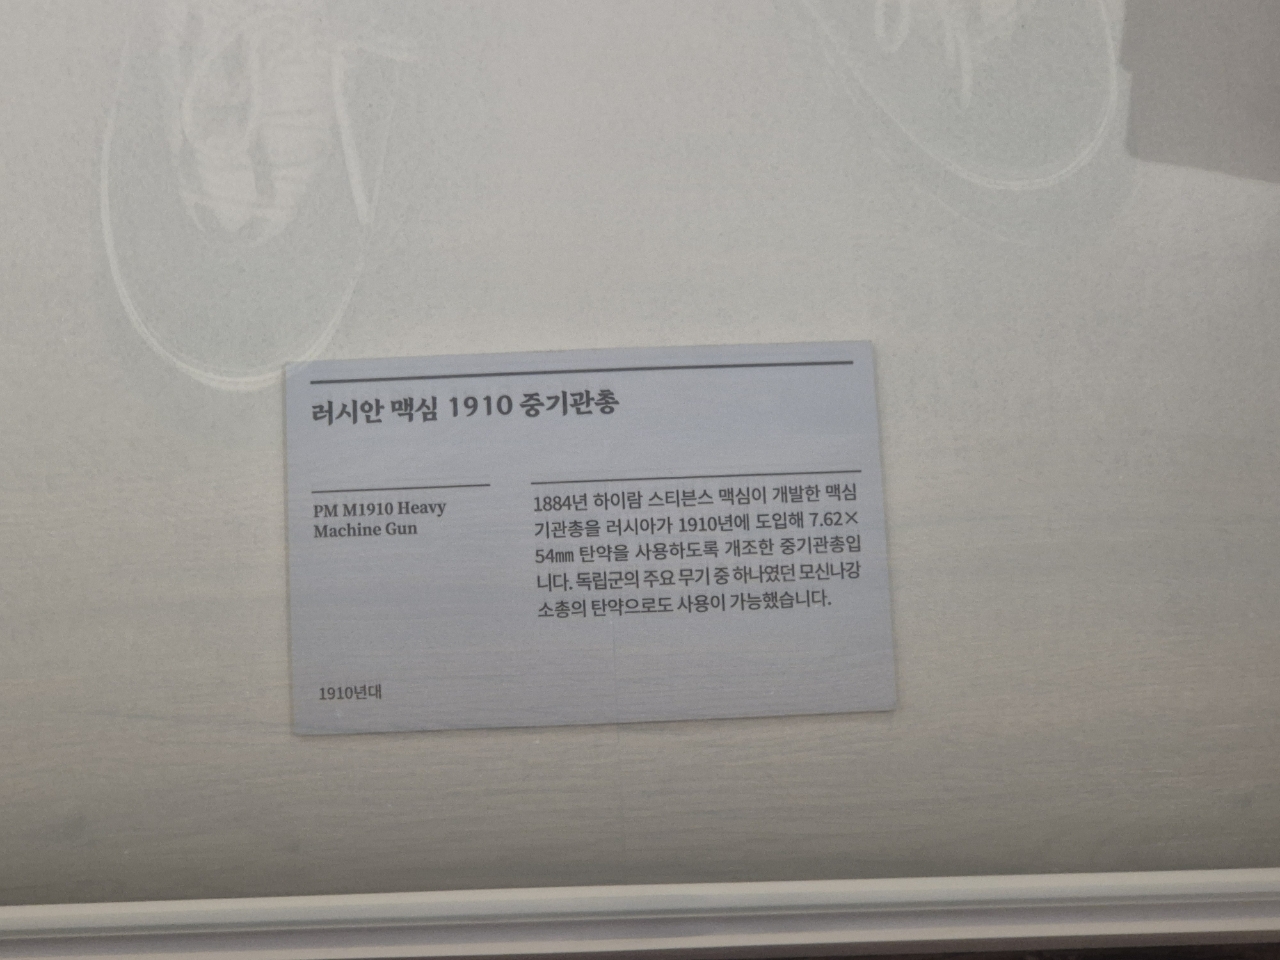 러시안 맥심 1910 중기관총
PM M1910 Heavy
Machine Gun
1884년 하이람 스티븐스 맥심이 개발한 맥심
기관총을 러시아가 1910년에 도입해 7.62×
54㎜ 탄약을 사용하도록 개조한 중기관총입
니다. 독립군의 주요 무기 중 하나였던 모신나강
소총의 탄약으로도 사용이 가능했습니다.
1910년대